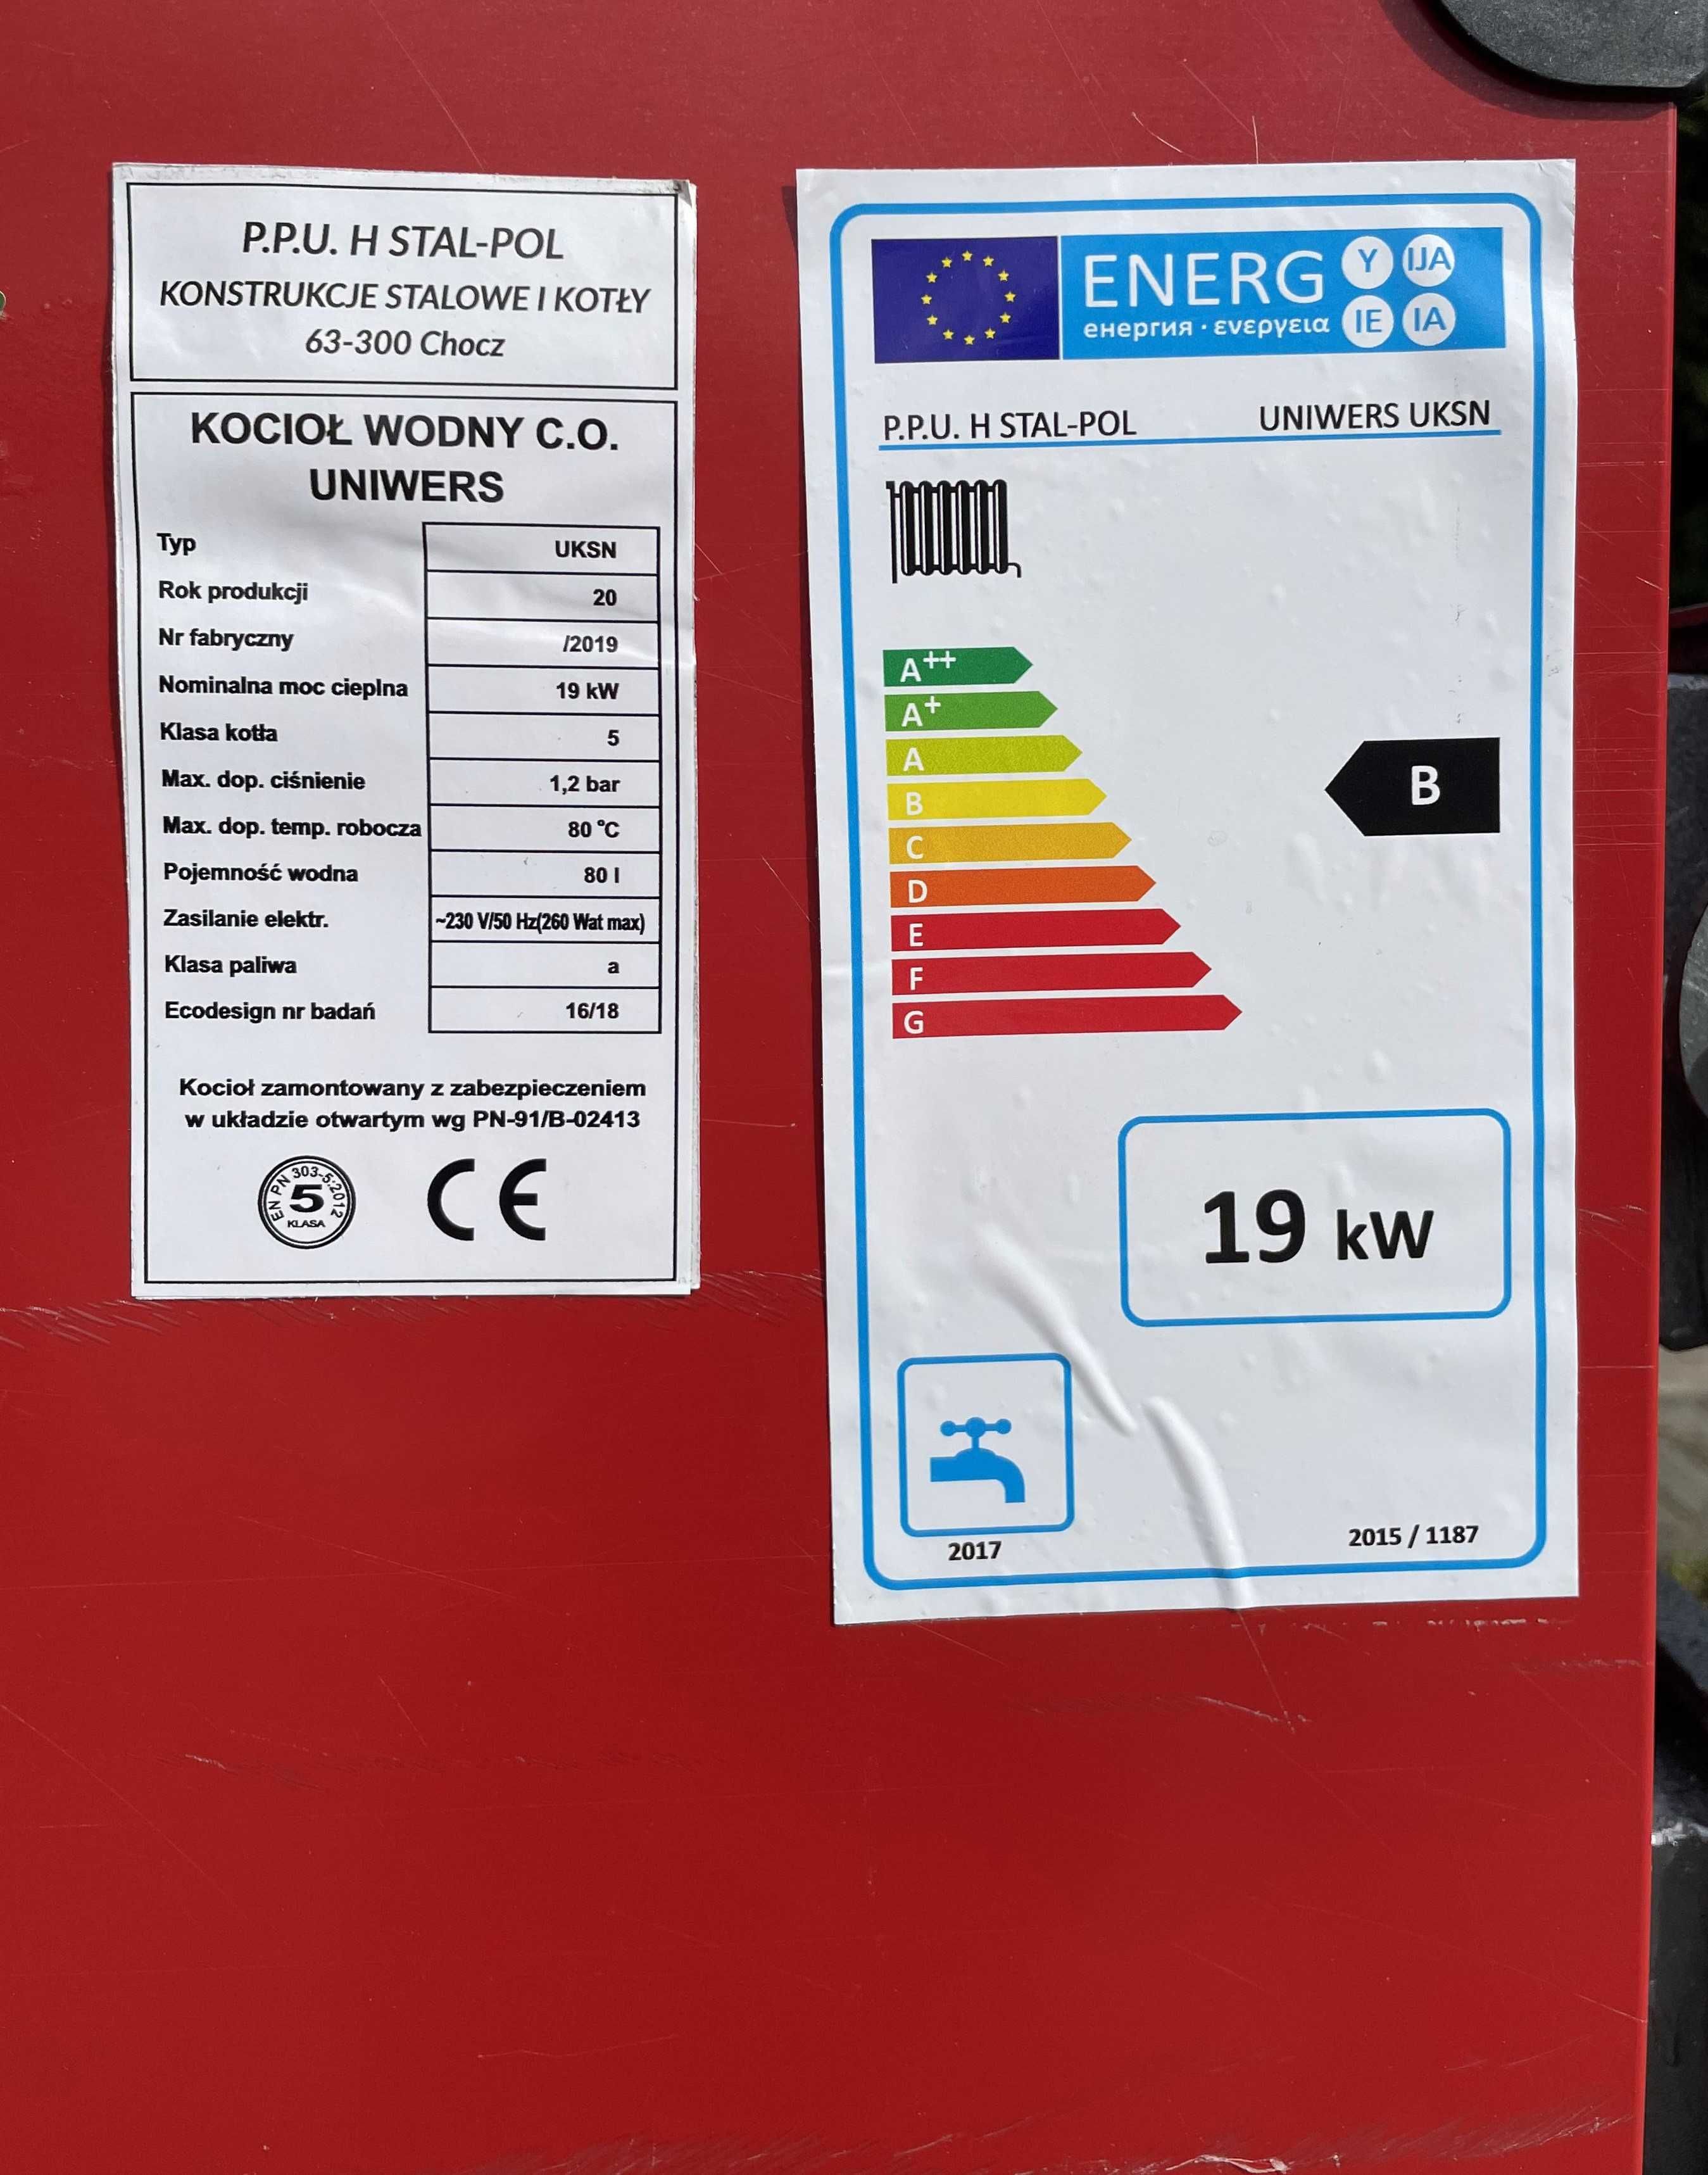 P.P.U. H STAL-POL
KONSTRUKCJE STALOWE I KOTŁY
63-300 Chocz
KOCIOŁ WODNY C.O.
UNIWERS
Typ UKSN
Rok produkcji 20
Nr fabryczny /2019
Nominalna moc cieplna 19 kW
Klasa kotła 5
Max. dop. ciśnienie 1,2 bar
Max. dop. temp. robocza 80 °C
Pojemność wodna 80 l
Zasilanie elektr. ~230 V/50 Hz(260 Wat max)
Klasa paliwa a
Ecodesign nr badań 16/18
Kocioł zamontowany z zabezpieczeniem
w układzie otwartym wg PN-91/B-02413
EN PN 303-5:2012
5
KLASA
CE
ENERG Y IJA
енергия · ενεργεια IE IA
P.P.U. H STAL-POL UNIWERS UKSN
A++
A+
A
B
B
C
D
E
F
G
19 kW
2017
2015 / 1187